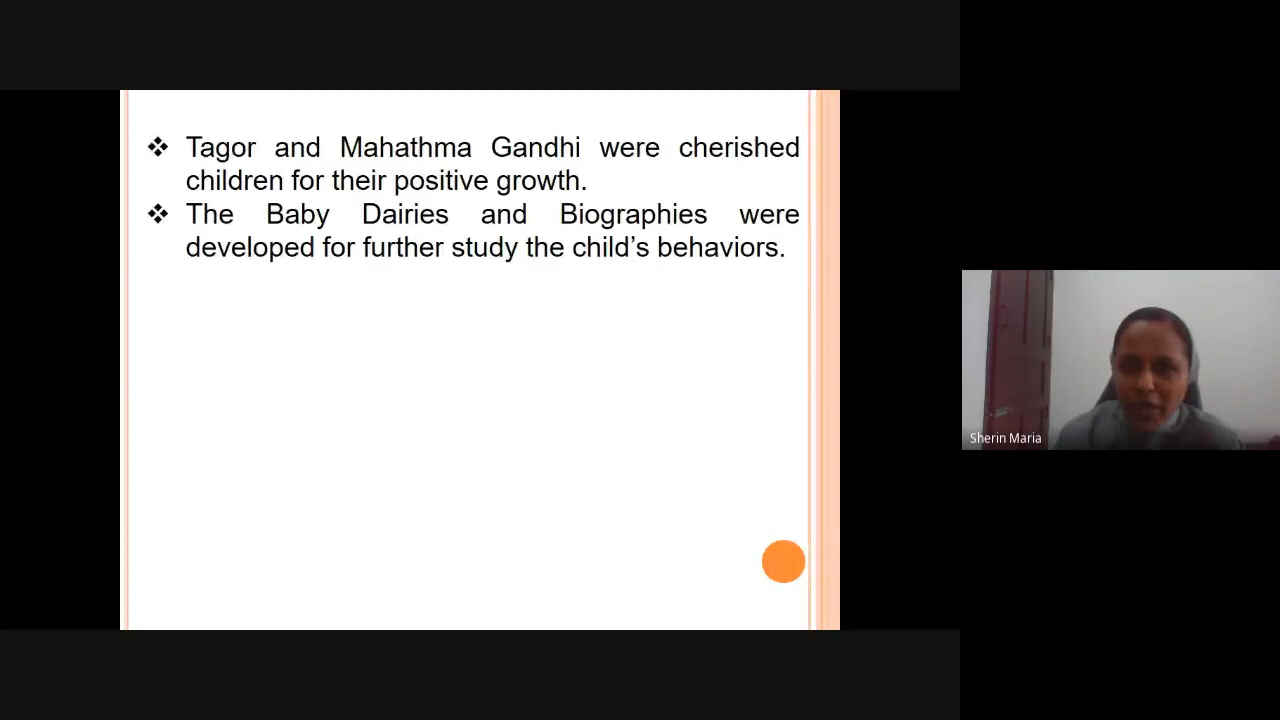 Tagor and Mahathma Gandhi were cherished
children for their positive growth.
The Baby Dairies and Biographies were
developed for further study the child’s behaviors.
Sherin Maria